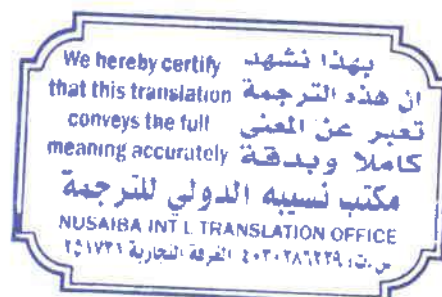 We hereby certify بهذا نشهد
that this translation ان هذه الترجمة
conveys the full تعبر عن المعنى
meaning accurately كاملا وبدقة
مكتب نسيبه الدولي للترجمة
NUSAIBA INT'L TRANSLATION OFFICE
س.ت: الغرفة التجارية